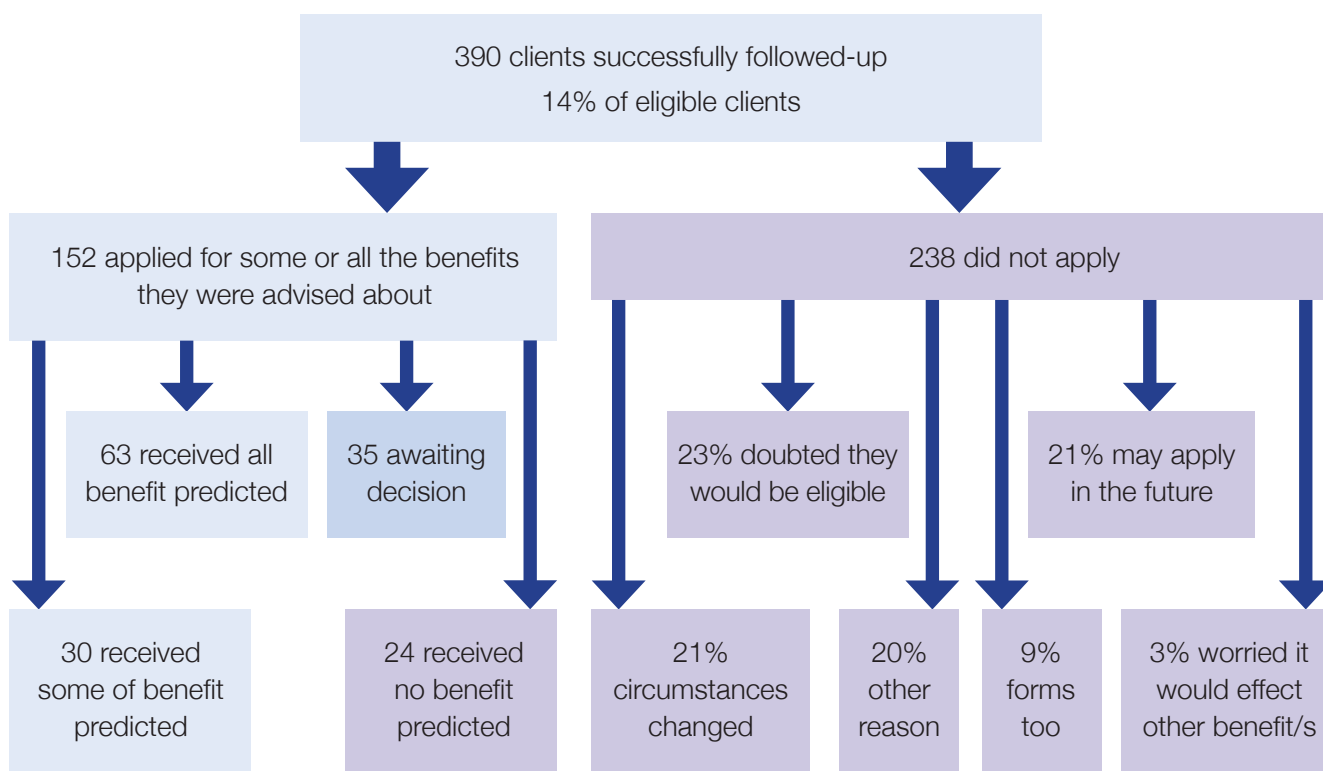 390 clients successfully followed-up
14% of eligible clients
152 applied for some or all the benefits
they were advised about
238 did not apply
63 received all
benefit predicted
35 awaiting
decision
23% doubted they
would be eligible
21% may apply
in the future
30 received
some of benefit
predicted
24 received
no benefit
predicted
21%
circumstances
changed
20%
other
reason
9%
forms
too
3% worried it
would effect
other benefit/s